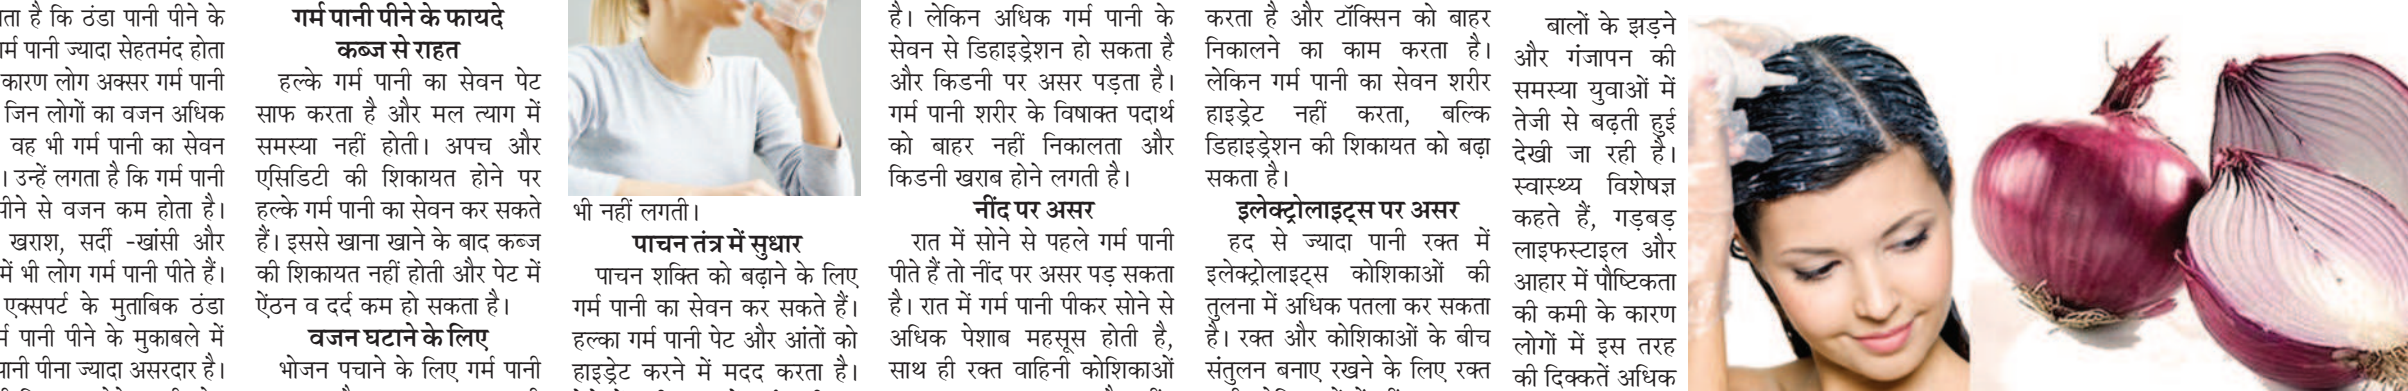 है कि ठंडा पानी पीने के
पानी ज्यादा सेहतमंद होता
कारण लोग अक्सर गर्म पानी
जिन लोगों का वजन अधिक
वह भी गर्म पानी का सेवन
। उन्हें लगता है कि गर्म पानी
से वजन कम होता है।
खराश, सर्दी -खांसी और
में भी लोग गर्म पानी पीते हैं।
एक्सपर्ट के मुताबिक ठंडा
पानी पीने के मुकाबले में
पीना ज्यादा असरदार है।
गर्म पानी पीने के फायदे
कब्ज से राहत
हल्के गर्म पानी का सेवन पेट
साफ करता है और मल त्याग में
समस्या नहीं होती। अपच और
एसिडिटी की शिकायत होने पर
हल्के गर्म पानी का सेवन कर सकते
हैं। इससे खाना खाने के बाद कब्ज
की शिकायत नहीं होती और पेट में
ऐंठन व दर्द कम हो सकता है।
वजन घटाने के लिए
भोजन पचाने के लिए गर्म पानी
भी नहीं लगती।
पाचन तंत्र में सुधार
पाचन शक्ति को बढ़ाने के लिए
गर्म पानी का सेवन कर सकते हैं।
हल्का गर्म पानी पेट और आंतों को
हाइड्रेट करने में मदद करता है।
है। लेकिन अधिक गर्म पानी के
सेवन से डिहाइड्रेशन हो सकता है
और किडनी पर असर पड़ता है।
गर्म पानी शरीर के विषाक्त पदार्थ
को बाहर नहीं निकालता और
किडनी खराब होने लगती है।
नींद पर असर
रात में सोने से पहले गर्म पानी
पीते हैं तो नींद पर असर पड़ सकता
है। रात में गर्म पानी पीकर सोने से
अधिक पेशाब महसूस होती है,
साथ ही रक्त वाहिनी कोशिकाओं
करता है और टॉक्सिन को बाहर
निकालने का काम करता है।
लेकिन गर्म पानी का सेवन शरीर
हाइड्रेट नहीं करता, बल्कि
डिहाइड्रेशन की शिकायत को बढ़ा
सकता है।
इलेक्ट्रोलाइट्स पर असर
हद से ज्यादा पानी रक्त में
इलेक्ट्रोलाइट्स कोशिकाओं की
तुलना में अधिक पतला कर सकता
है। रक्त और कोशिकाओं के बीच
संतुलन बनाए रखने के लिए रक्त
बालों के झड़ने
और गंजापन की
समस्या युवाओं में
तेजी से बढ़ती हुई
देखी जा रही है।
स्वास्थ्य विशेषज्ञ
कहते हैं, गड़बड़
लाइफस्टाइल और
आहार में पौष्टिकता
की कमी के कारण
लोगों में इस तरह
की दिक्कतें अधिक